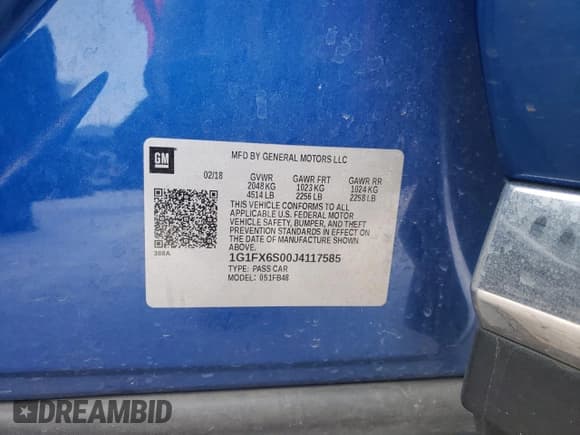 GM
MFD BY GENERAL MOTORS LLC
02/18 GVWR GAWR FRT GAWR RR
2048 KG 1023 KG 1024 KG
4514 LB 2256 LB 2258 LB
THIS VEHICLE CONFORMS TO ALL
APPLICABLE U.S. FEDERAL MOTOR
VEHICLE SAFETY, BUMPER, AND THEFT
PREVENTION STANDARDS IN EFFECT ON
THE DATE OF MANUFACTURE SHOWN
ABOVE.
388A
1G1FX6S00J4117585
TYPE: PASS CAR
MODEL: 051FB48
DREAMBID